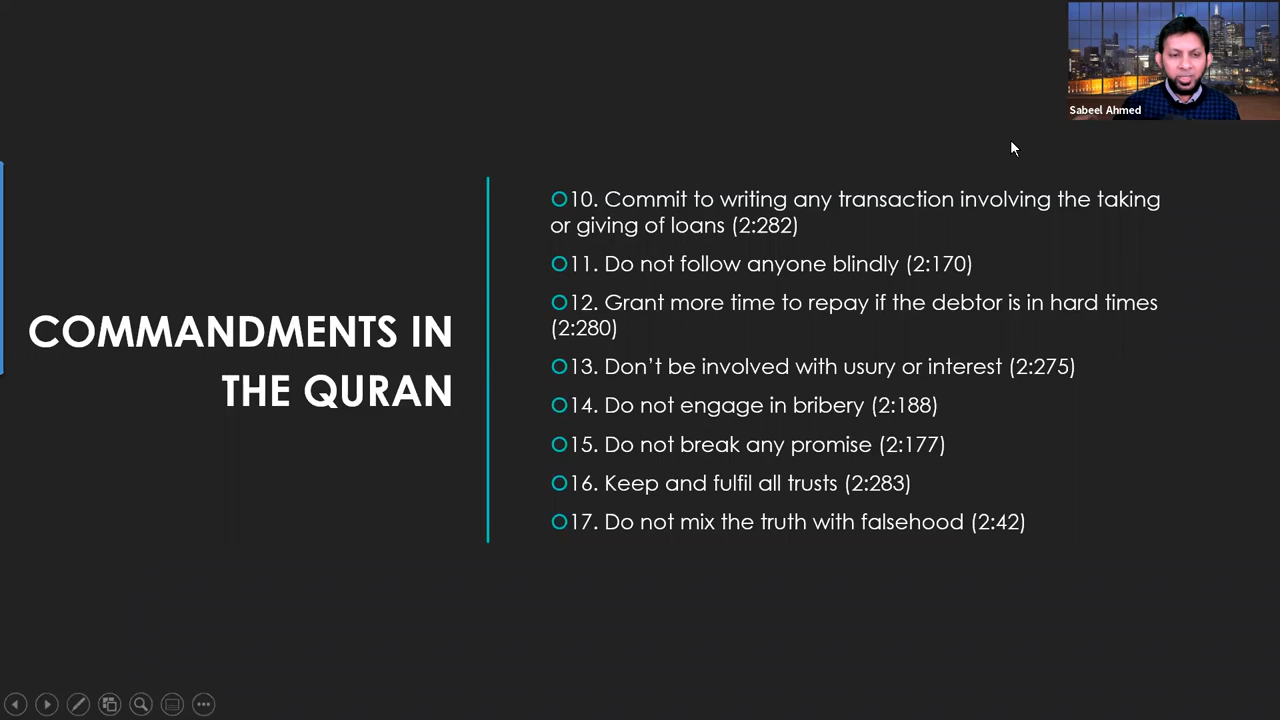 Sabeel Ahmed
COMMANDMENTS IN
THE QURAN
10. Commit to writing any transaction involving the taking
or giving of loans (2:282)
11. Do not follow anyone blindly (2:170)
12. Grant more time to repay if the debtor is in hard times
(2:280)
13. Don’t be involved with usury or interest (2:275)
14. Do not engage in bribery (2:188)
15. Do not break any promise (2:177)
16. Keep and fulfil all trusts (2:283)
17. Do not mix the truth with falsehood (2:42)